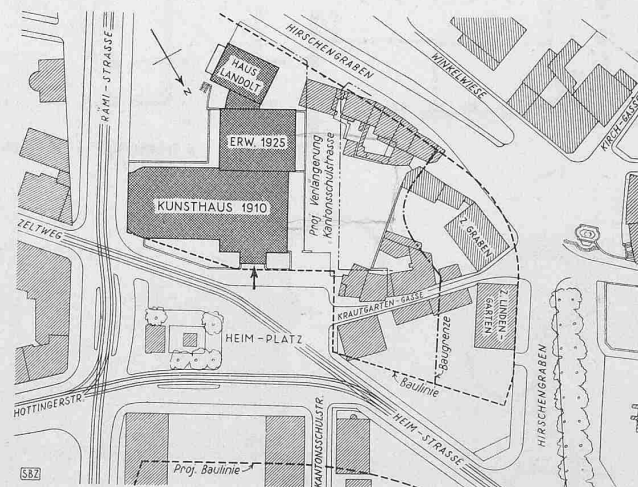 HIRSCHENGRABEN
WINKELWIESE
KIRCH-GASSE
RÄMI-STRASSE
HAUS
LANDOLT
N
ERW. 1925
Proj. Verlängerung
Kantonsschulstrasse
KUNSTHAUS 1910
ZELTWEG
Z. GRABEN
Z. LINDEN-
GARTEN
KRAUTGARTEN-GASSE
HEIM-PLATZ
Baulinie
Baugrenze
HIRSCHENGRABEN
HOTTINGERSTR.
KANTONSSCHULSTR.
HEIM-STRASSE
Proj. Baulinie
SBZ